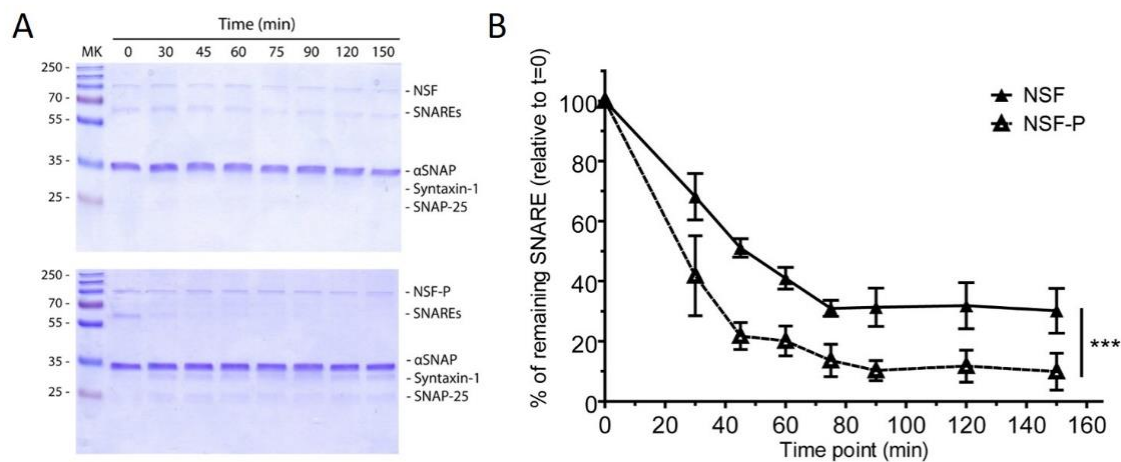 A
Time (min)
MK 0 30 45 60 75 90 120 150
250 -
- NSF
70 -
- SNAREs
55 -
35 -
- αSNAP
- Syntaxin-1
25 -
- SNAP-25
250 -
- NSF-P
70 -
- SNAREs
55 -
35 -
- αSNAP
- Syntaxin-1
25 -
- SNAP-25
B
% of remaining SNARE (relative to t=0)
100
80
60
40
20
0
NSF
NSF-P
***
0 20 40 60 80 100 120 140 160
Time point (min)